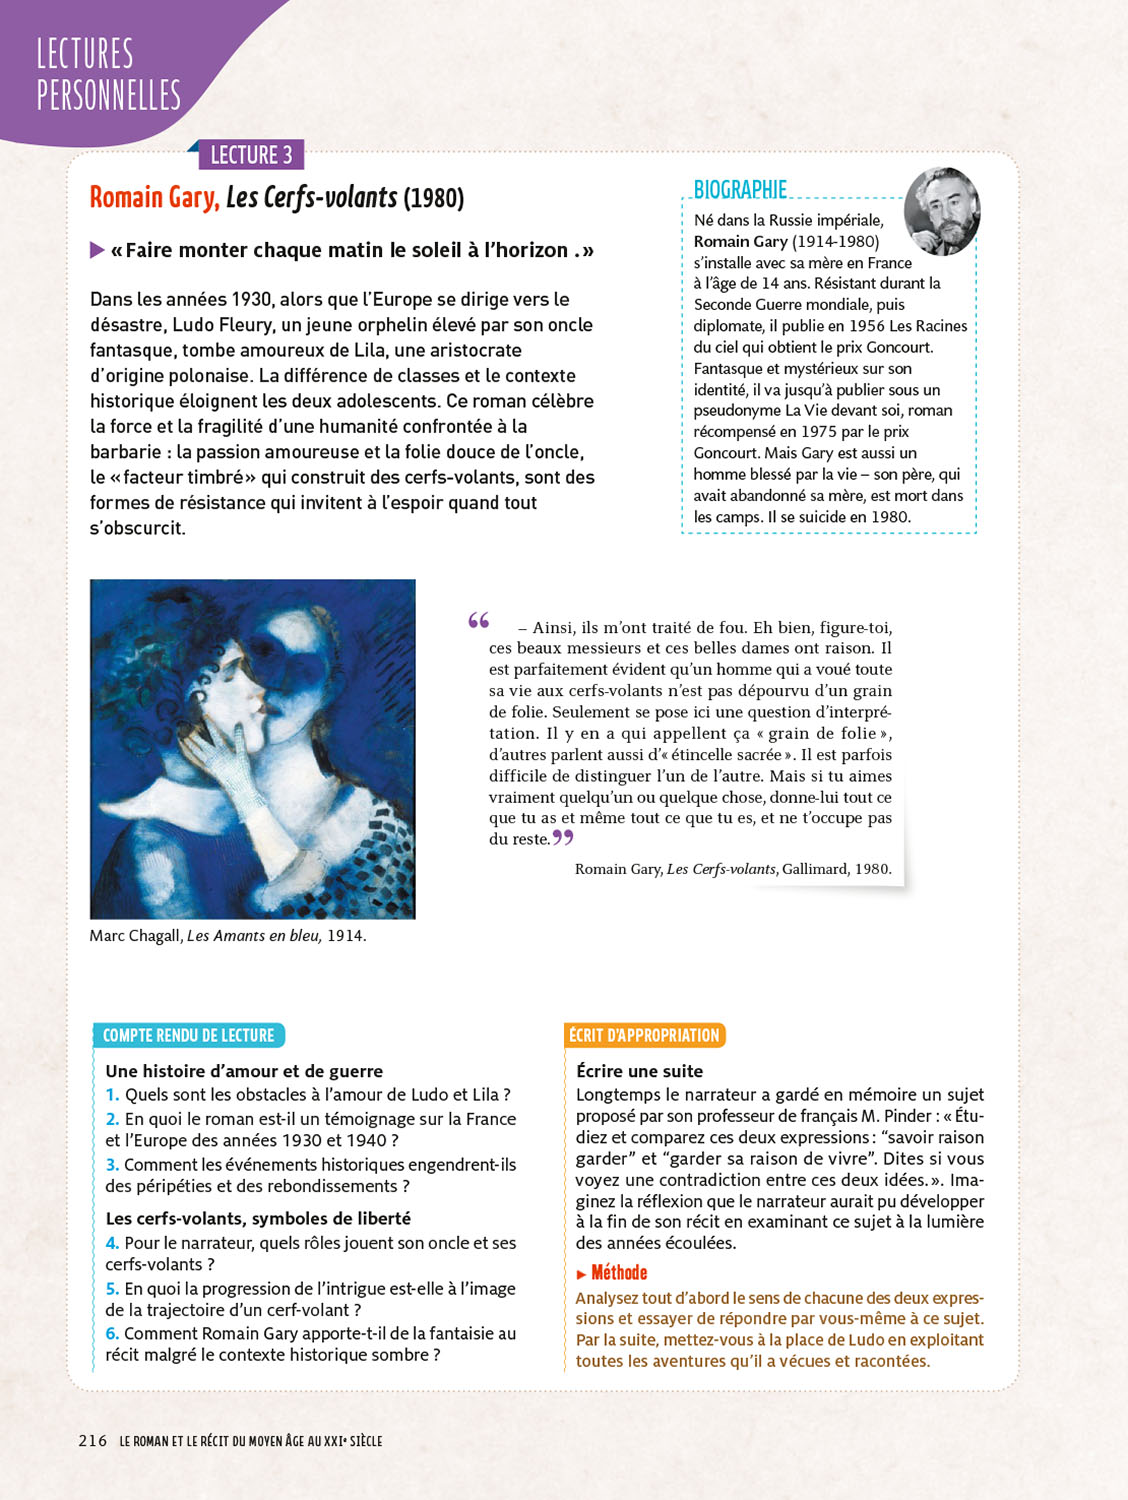 LECTURES
PERSONNELLES
LECTURE 3
Romain Gary, Les Cerfs-volants (1980)
▶ « Faire monter chaque matin le soleil à l’horizon . »
Dans les années 1930, alors que l’Europe se dirige vers le
désastre, Ludo Fleury, un jeune orphelin élevé par son oncle
fantasque, tombe amoureux de Lila, une aristocrate
d’origine polonaise. La différence de classes et le contexte
historique éloignent les deux adolescents. Ce roman célèbre
la force et la fragilité d’une humanité confrontée à la
barbarie : la passion amoureuse et la folie douce de l’oncle,
le « facteur timbré » qui construit des cerfs-volants, sont des
formes de résistance qui invitent à l’espoir quand tout
s’obscurcit.
BIOGRAPHIE
Né dans la Russie impériale,
Romain Gary (1914-1980)
s’installe avec sa mère en France
à l’âge de 14 ans. Résistant durant la
Seconde Guerre mondiale, puis
diplomate, il publie en 1956 Les Racines
du ciel qui obtient le prix Goncourt.
Fantasque et mystérieux sur son
identité, il va jusqu’à publier sous un
pseudonyme La Vie devant soi, roman
récompensé en 1975 par le prix
Goncourt. Mais Gary est aussi un
homme blessé par la vie – son père, qui
avait abandonné sa mère, est mort dans
les camps. Il se suicide en 1980.
“ – Ainsi, ils m’ont traité de fou. Eh bien, figure-toi,
ces beaux messieurs et ces belles dames ont raison. Il
est parfaitement évident qu’un homme qui a voué toute
sa vie aux cerfs-volants n’est pas dépourvu d’un grain
de folie. Seulement se pose ici une question d’interpré-
tation. Il y en a qui appellent ça « grain de folie »,
d’autres parlent aussi d’« étincelle sacrée ». Il est parfois
difficile de distinguer l’un de l’autre. Mais si tu aimes
vraiment quelqu’un ou quelque chose, donne-lui tout ce
que tu as et même tout ce que tu es, et ne t’occupe pas
du reste. ”
Romain Gary, Les Cerfs-volants, Gallimard, 1980.
Marc Chagall, Les Amants en bleu, 1914.
COMPTE RENDU DE LECTURE
Une histoire d’amour et de guerre
1. Quels sont les obstacles à l’amour de Ludo et Lila ?
2. En quoi le roman est-il un témoignage sur la France
et l’Europe des années 1930 et 1940 ?
3. Comment les événements historiques engendrent-ils
des péripéties et des rebondissements ?
Les cerfs-volants, symboles de liberté
4. Pour le narrateur, quels rôles jouent son oncle et ses
cerfs-volants ?
5. En quoi la progression de l’intrigue est-elle à l’image
de la trajectoire d’un cerf-volant ?
6. Comment Romain Gary apporte-t-il de la fantaisie au
récit malgré le contexte historique sombre ?
ÉCRIT D’APPROPRIATION
Écrire une suite
Longtemps le narrateur a gardé en mémoire un sujet
proposé par son professeur de français M. Pinder : « Étu-
diez et comparez ces deux expressions : “savoir raison
garder” et “garder sa raison de vivre”. Dites si vous
voyez une contradiction entre ces deux idées. ». Ima-
ginez la réflexion que le narrateur aurait pu développer
à la fin de son récit en examinant ce sujet à la lumière
des années écoulées.
▶ Méthode
Analysez tout d’abord le sens de chacune des deux expres-
sions et essayer de répondre par vous-même à ce sujet.
Par la suite, mettez-vous à la place de Ludo en exploitant
toutes les aventures qu’il a vécues et racontées.
216 LE ROMAN ET LE RÉCIT DU MOYEN ÂGE AU XXIe SIÈCLE